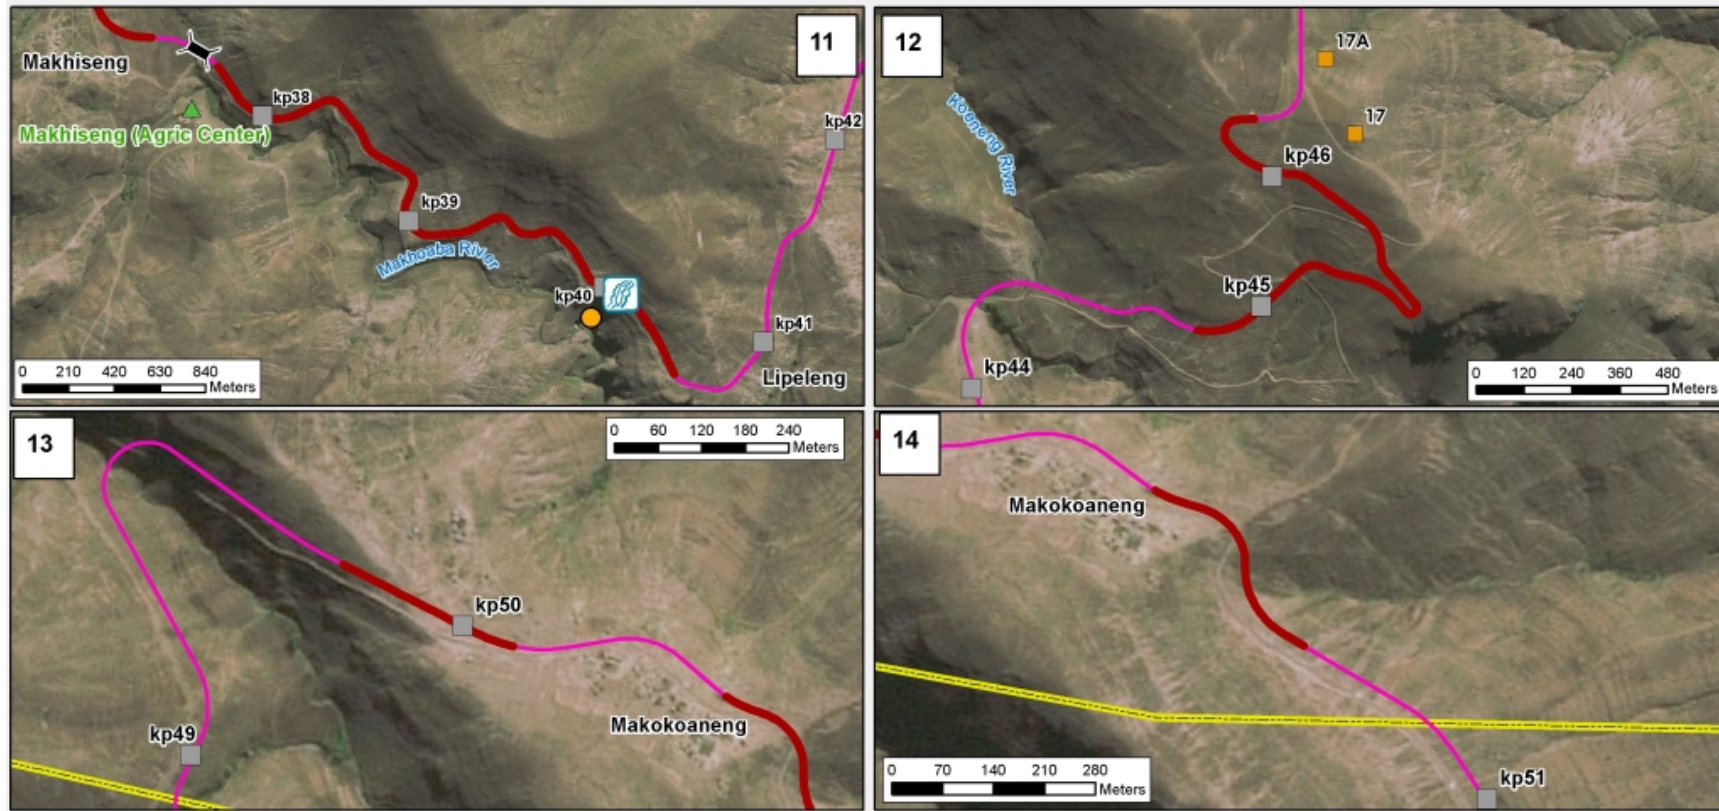 11
Makhiseng
kp38
Makhiseng (Agric Center)
kp42
kp39
Makhoaba River
kp40
kp41
Lipeleng
0 210 420 630 840
Meters
12
17A
Koeneng River
17
kp46
kp45
kp44
0 120 240 360 480
Meters
13
0 60 120 180 240
Meters
kp50
Makokoaneng
kp49
14
Makokoaneng
0 70 140 210 280
Meters
kp51